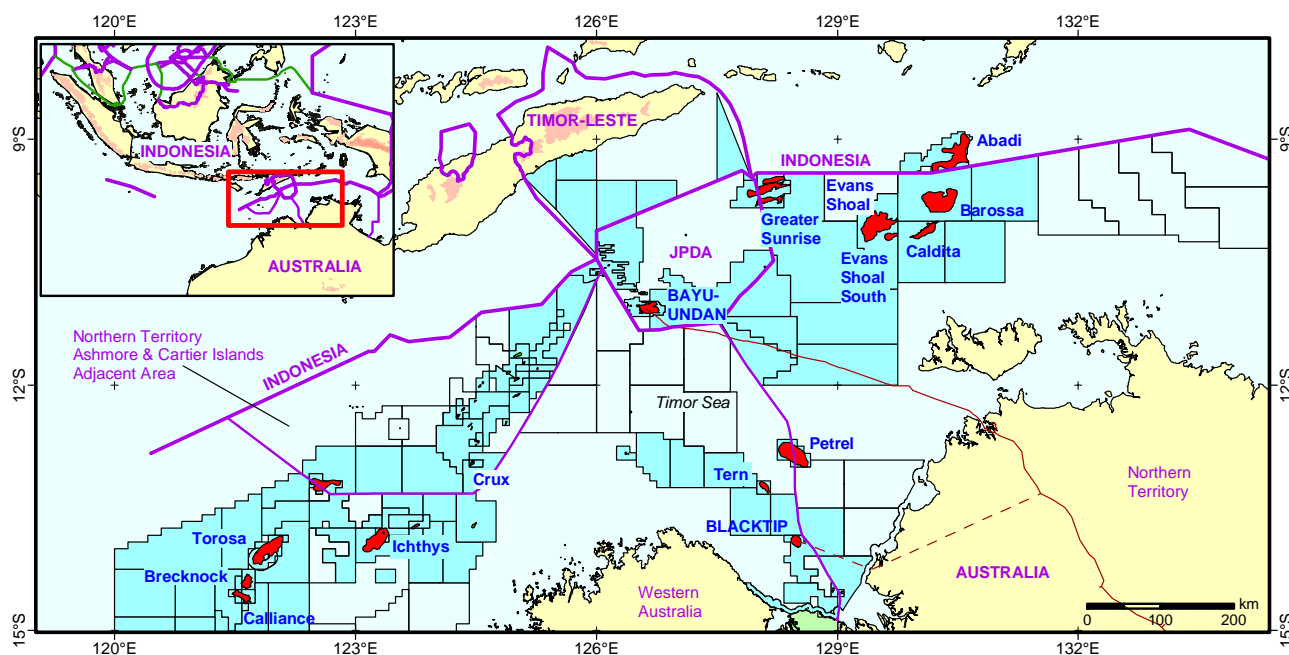 120°E
123°E
126°E
129°E
132°E
9°S
9°S
12°S
12°S
15°S
15°S
INDONESIA
AUSTRALIA
TIMOR-LESTE
INDONESIA
Abadi
Evans
Shoal
Barossa
Greater
Sunrise
Caldita
JPDA
Evans
Shoal
South
BAYU-
UNDAN
Northern Territory
Ashmore & Cartier Islands
Adjacent Area
INDONESIA
Timor Sea
Petrel
Crux
Tern
Northern
Territory
BLACKTIP
Torosa
Ichthys
Brecknock
Calliance
Western
Australia
AUSTRALIA
km
0
100
200
120°E
123°E
126°E
129°E
132°E